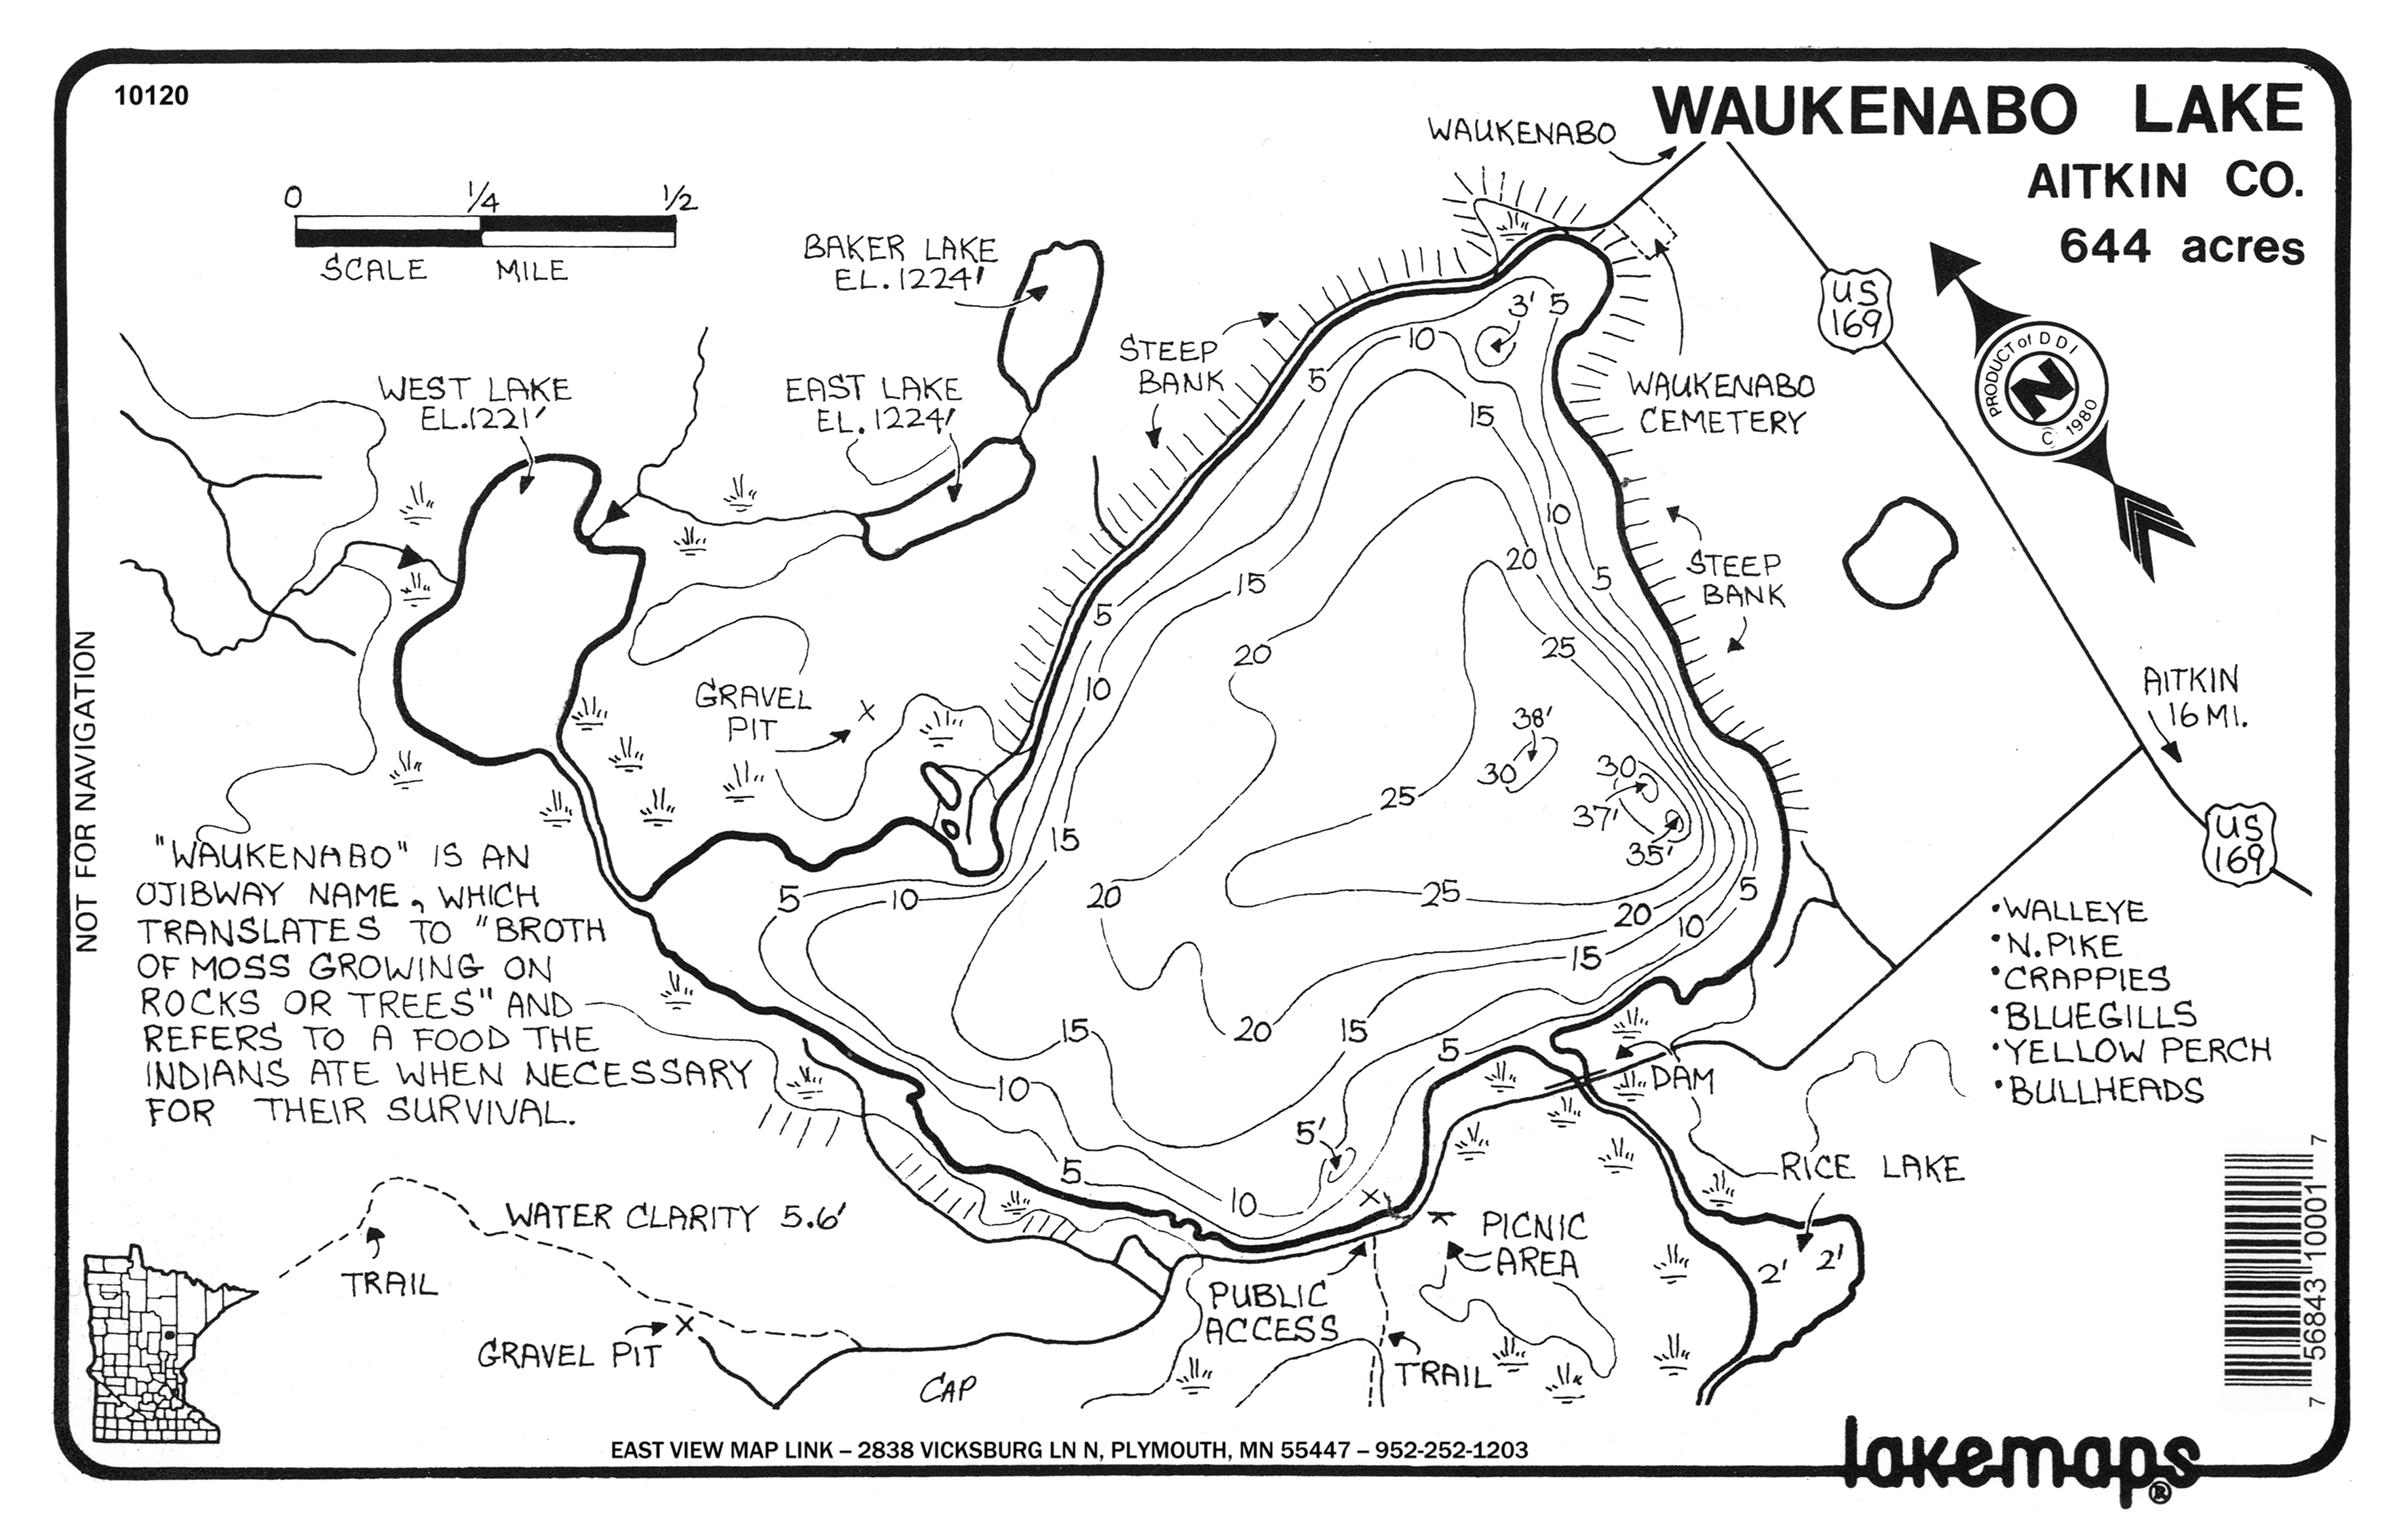 10120
WAUKENABO LAKE
AITKIN CO.
644 acres
WAUKENABO
0 1/4 1/2
SCALE MILE
BAKER LAKE
EL. 1224'
US
169
PRODUCT of DDI
N
© 1980
STEEP
BANK
3' 5
10
5
15
WEST LAKE
EL. 1221'
EAST LAKE
EL. 1224'
WAUKENABO
CEMETERY
10
20
5
15
STEEP
BANK
5
20
25
10
GRAVEL
PIT
X
38'
30
30
37'
35'
25
15
AITKIN
16 MI.
US
169
NOT FOR NAVIGATION
"WAUKENABO" IS AN
OJIBWAY NAME, WHICH
TRANSLATES TO "BROTH
OF MOSS GROWING ON
ROCKS OR TREES" AND
REFERS TO A FOOD THE
INDIANS ATE WHEN NECESSARY
FOR THEIR SURVIVAL.
5
10
20
25
20
10
5
15
•WALLEYE
•N. PIKE
•CRAPPIES
•BLUEGILLS
•YELLOW PERCH
•BULLHEADS
15
20
15
5
10
DAM
5'
5
10
X
RICE LAKE
2' 2'
WATER CLARITY 5.6'
TRAIL
PICNIC
AREA
PUBLIC
ACCESS
GRAVEL PIT
X
TRAIL
CAP
7 56843 10001 7
EAST VIEW MAP LINK – 2838 VICKSBURG LN N, PLYMOUTH, MN 55447 – 952-252-1203
lakemaps®